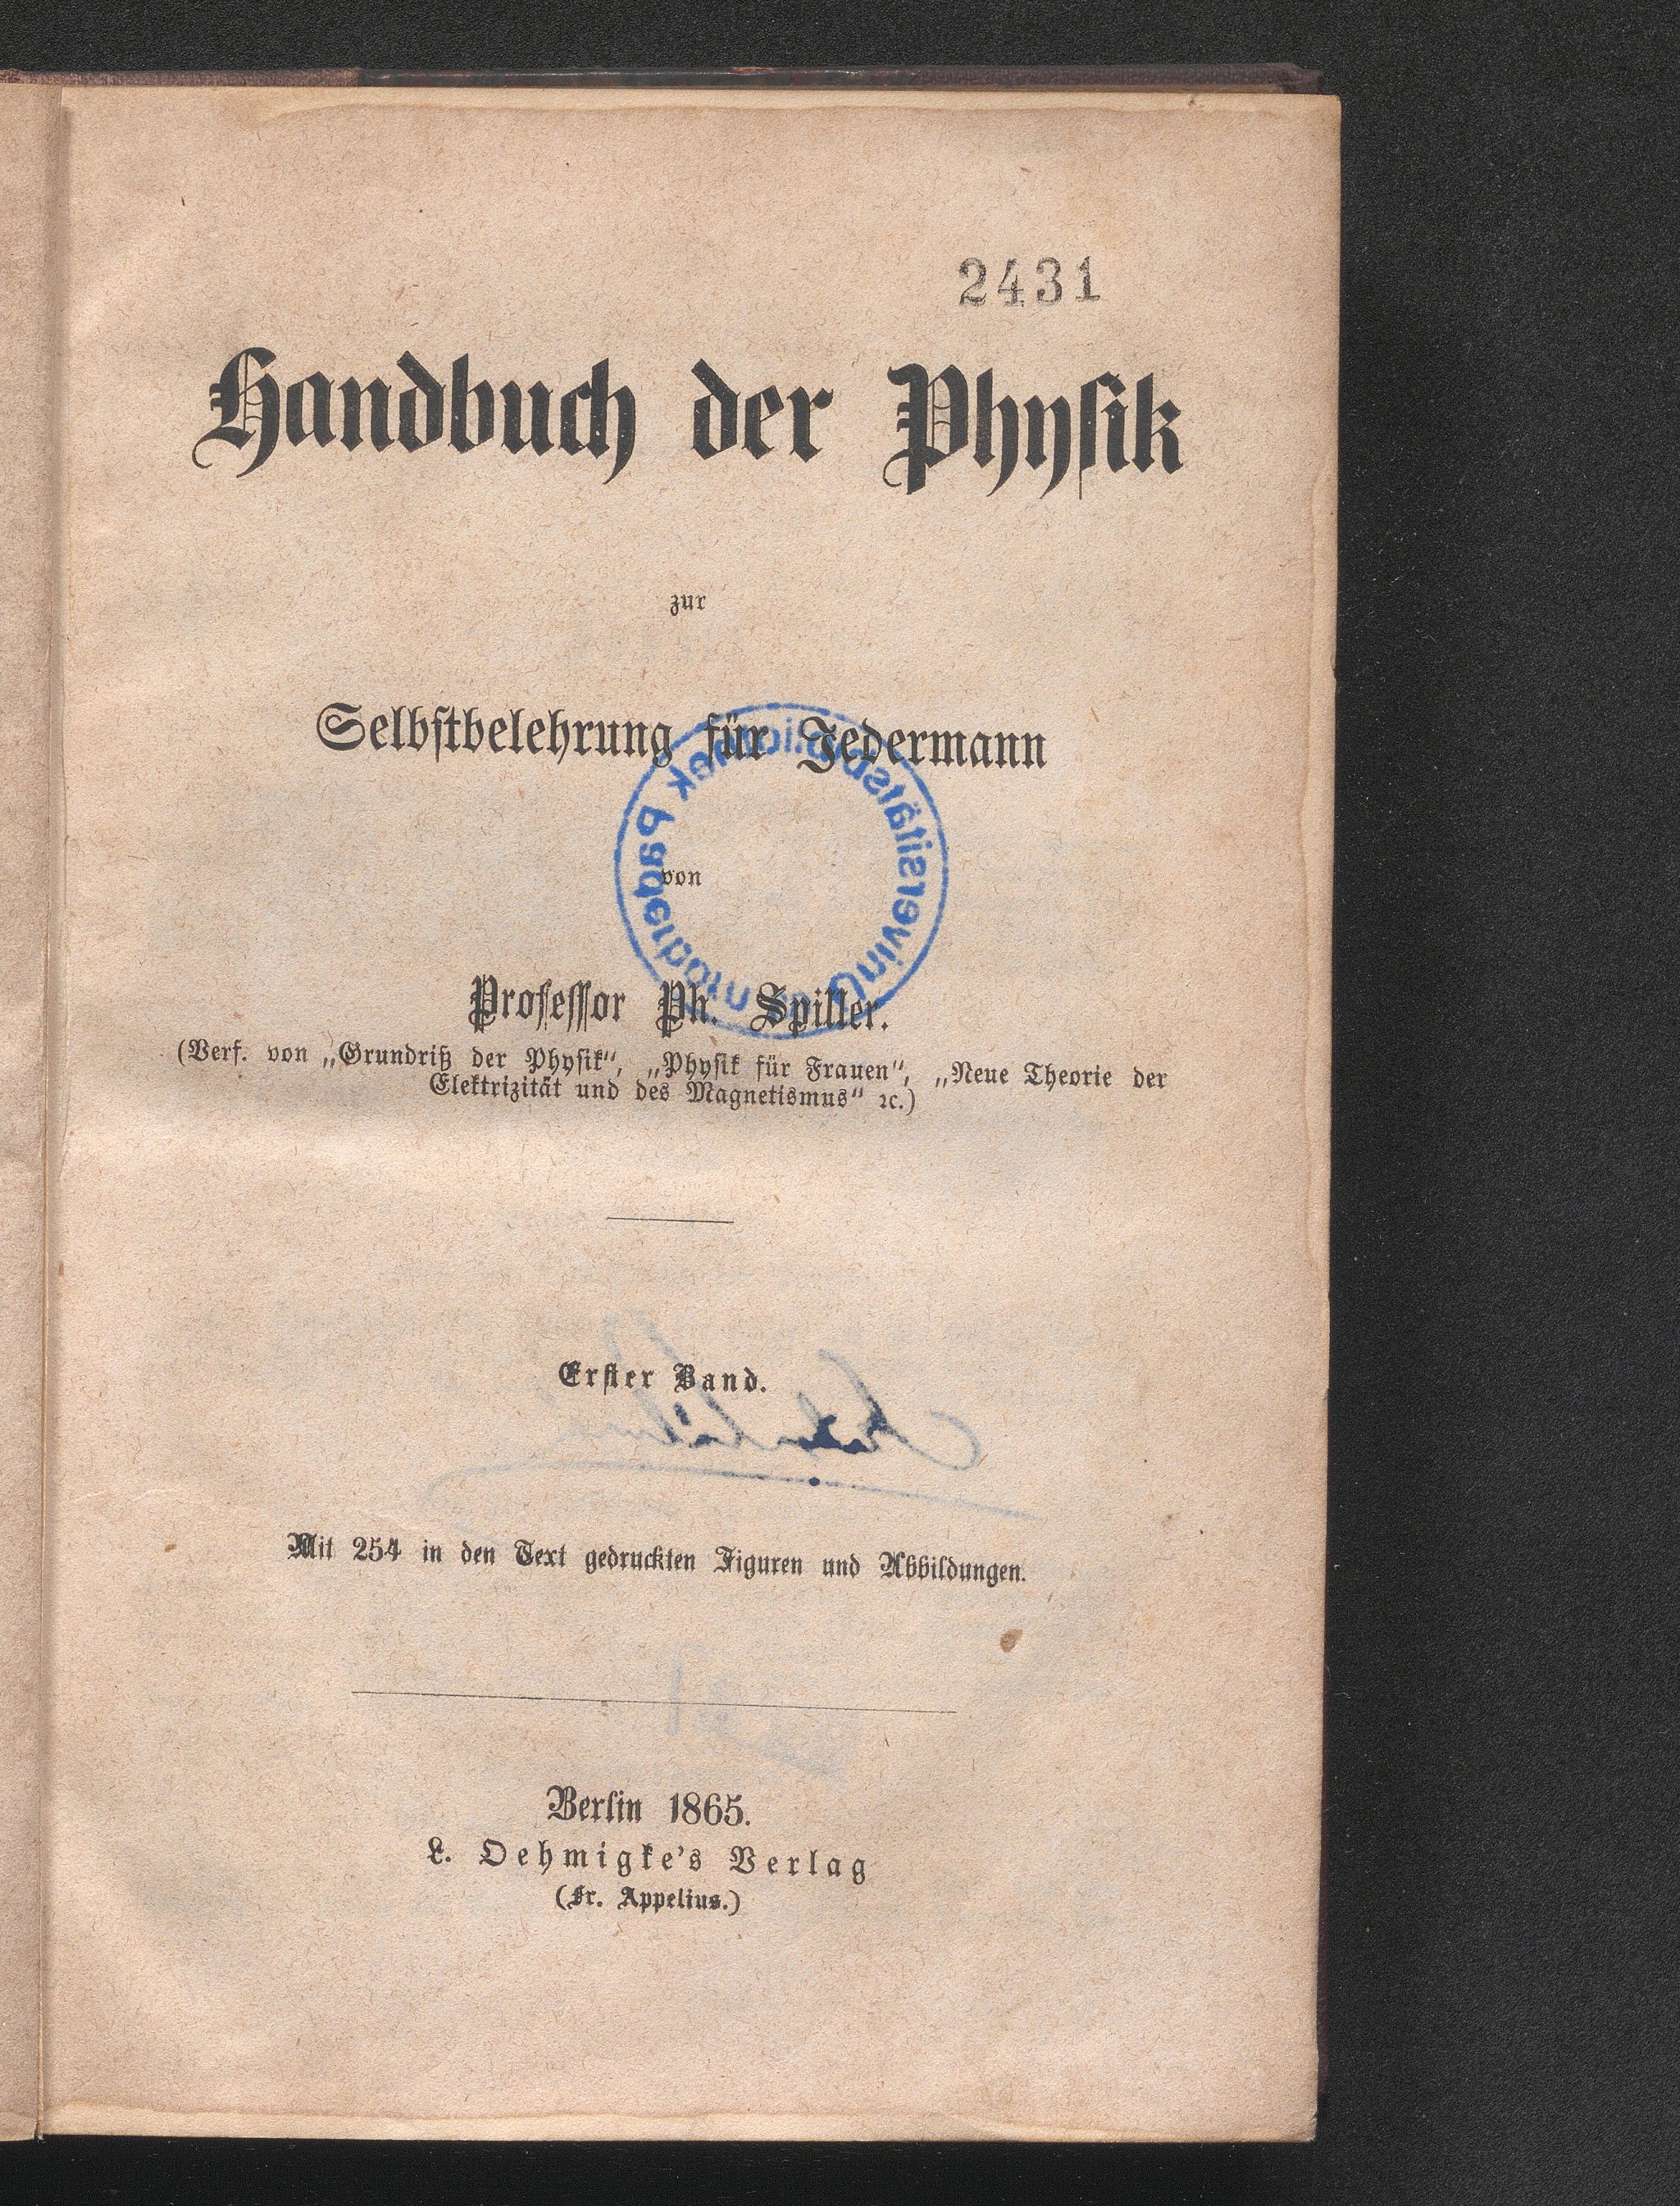 2431
Handbuch der Physik
zur
Selbstbelehrung für Jedermann
von
Professor Ph. Spiller.
(Verf. von „Grundriß der Physik“, „Physik für Frauen“, „Neue Theorie der
Elektrizität und des Magnetismus“ ꝛc.)
Erster Band.
Mit 254 in den Text gedruckten Figuren und Abbildungen.
Berlin 1865.
L. Oehmigke's Verlag
(Fr. Appelius.)